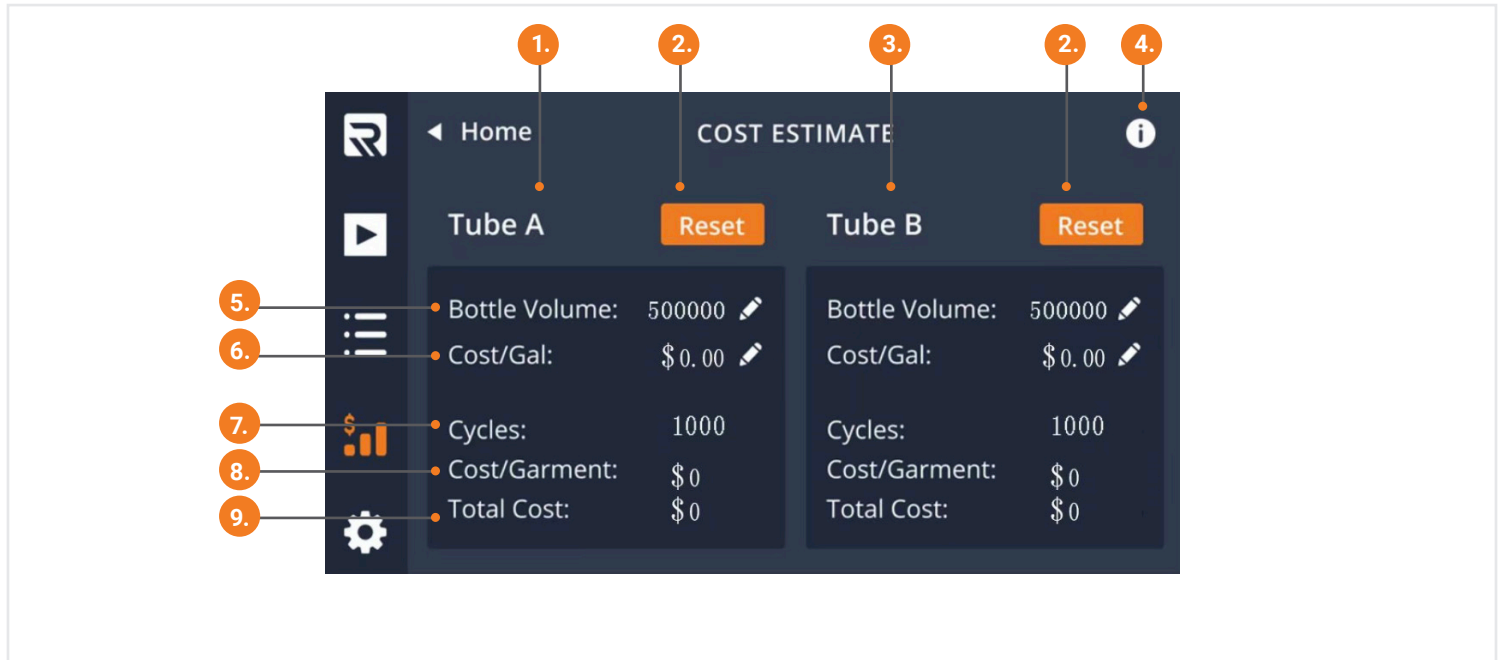 1. 2. 3. 2. 4.
Home COST ESTIMATE
Tube A Reset Tube B Reset
5. Bottle Volume: 500000 Bottle Volume: 500000
6. Cost/Gal: $0.00 Cost/Gal: $0.00
7. Cycles: 1000 Cycles: 1000
8. Cost/Garment: $0 Cost/Garment: $0
9. Total Cost: $0 Total Cost: $0